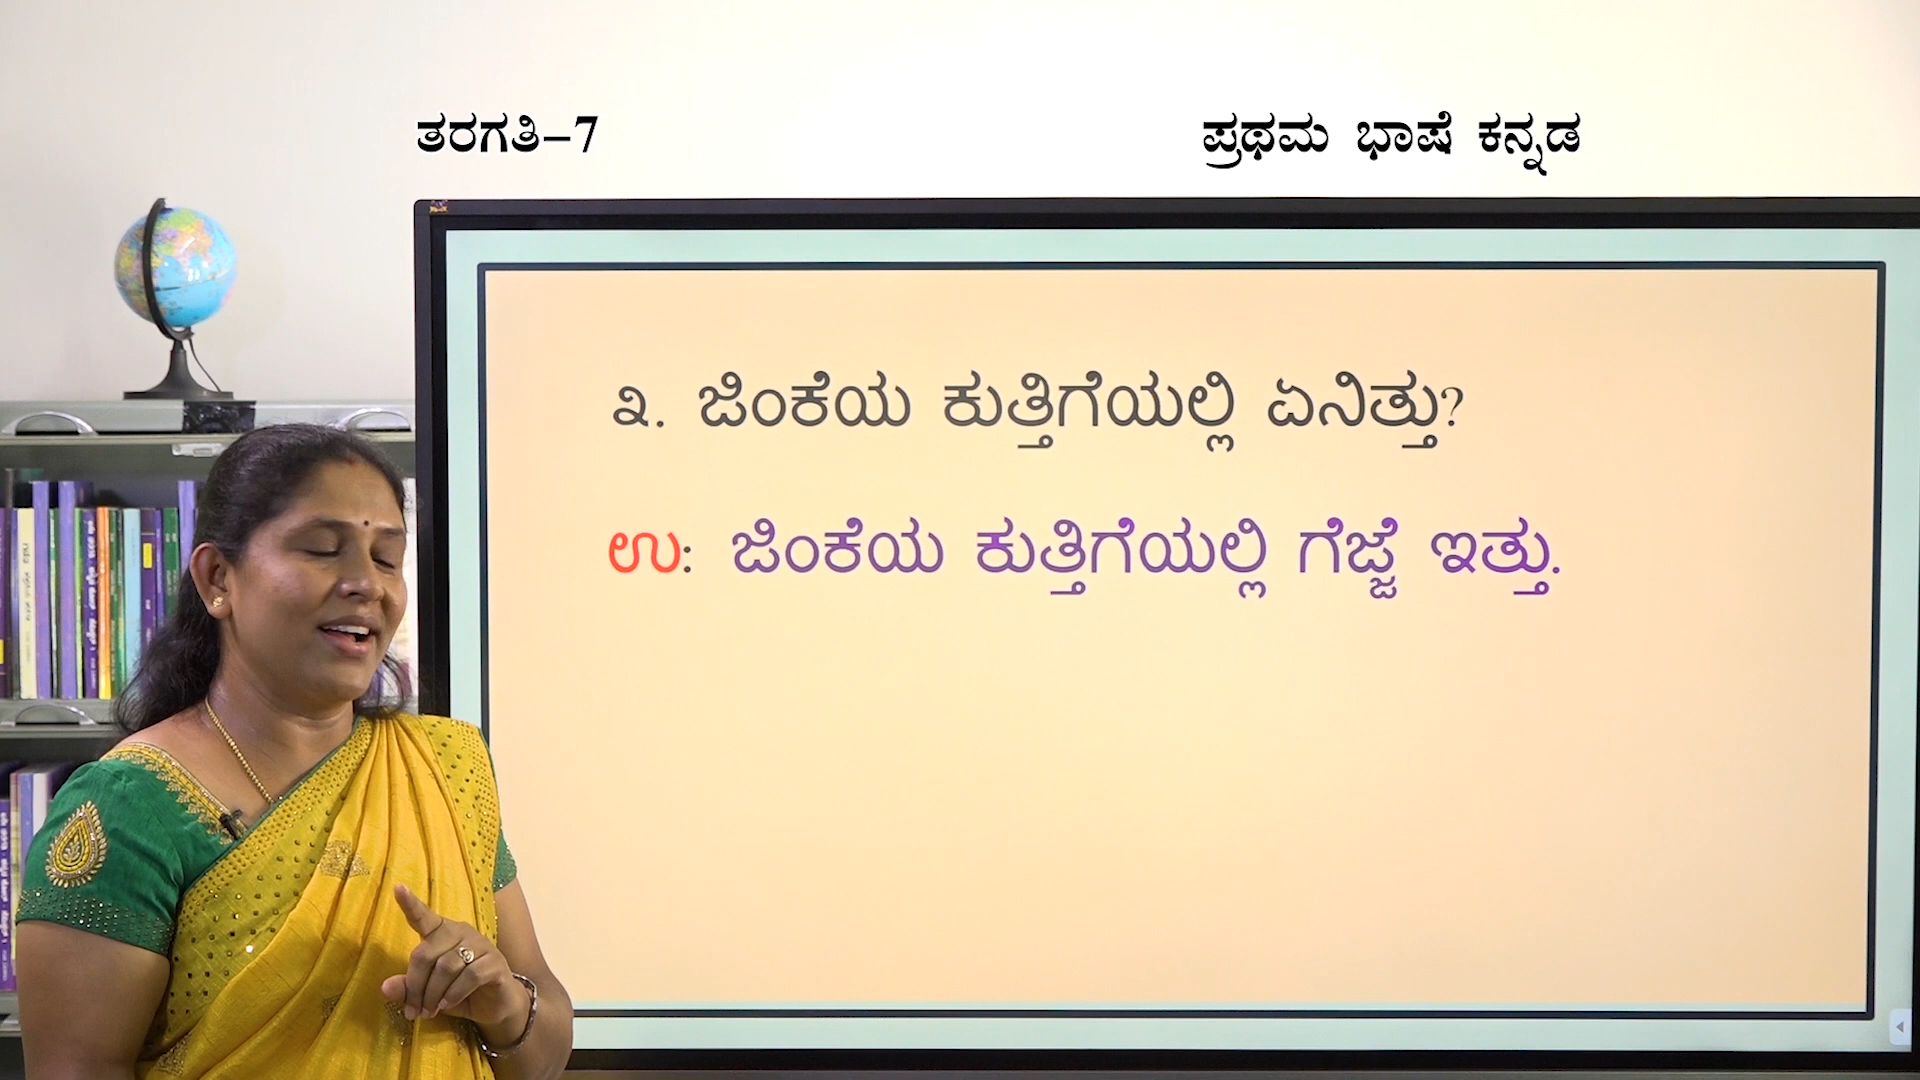 ತರಗತಿ–7
ಪ್ರಥಮ ಭಾಷೆ ಕನ್ನಡ
೩. ಜಿಂಕೆಯ ಕುತ್ತಿಗೆಯಲ್ಲಿ ಏನಿತ್ತು?
ಉ: ಜಿಂಕೆಯ ಕುತ್ತಿಗೆಯಲ್ಲಿ ಗೆಜ್ಜೆ ಇತ್ತು.